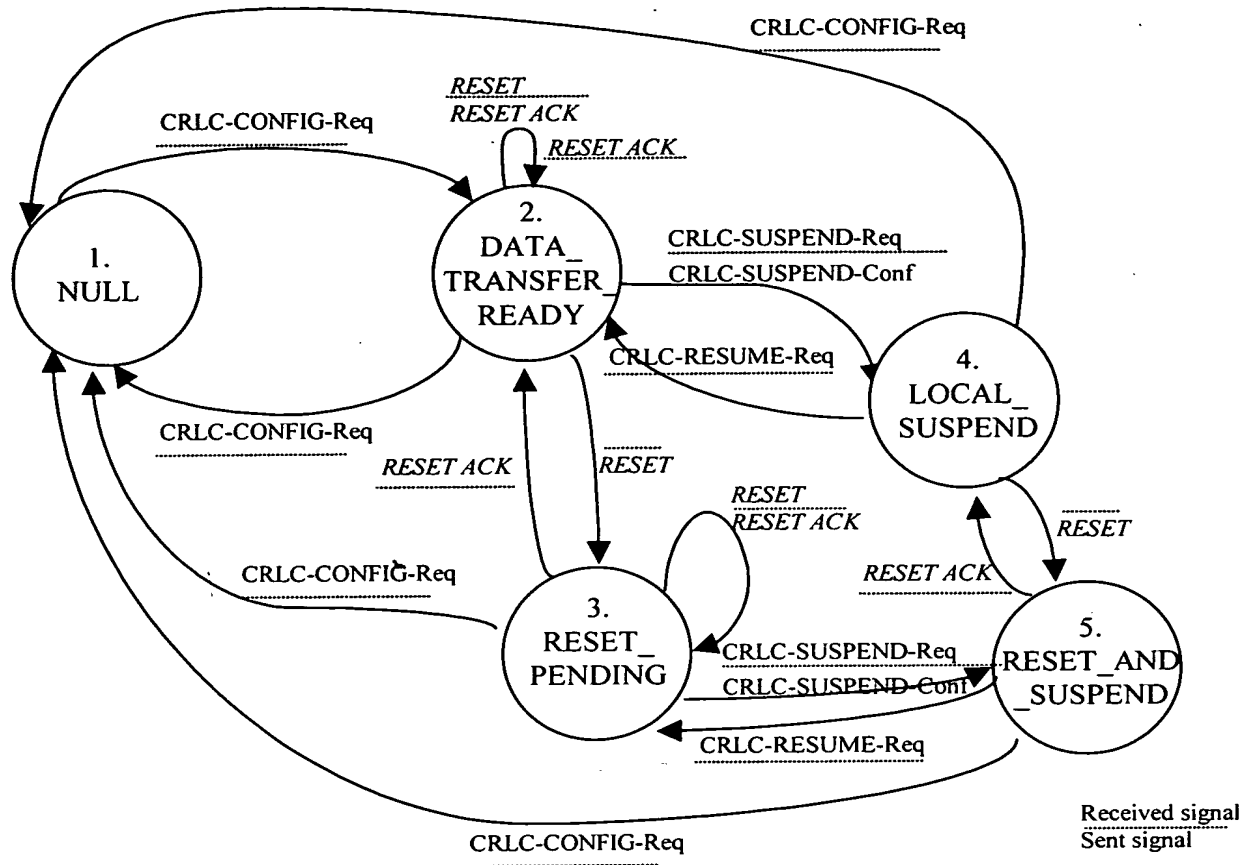 CRLC-CONFIG-Req
RESET
RESET ACK
CRLC-CONFIG-Req
RESET ACK
1.
NULL
2.
DATA_
TRANSFER_
READY
CRLC-SUSPEND-Req
CRLC-SUSPEND-Conf
CRLC-RESUME-Req
4.
LOCAL_
SUSPEND
CRLC-CONFIG-Req
RESET ACK
RESET
RESET
RESET ACK
RESET
RESET ACK
CRLC-CONFIG-Req
3.
RESET_
PENDING
CRLC-SUSPEND-Req
CRLC-SUSPEND-Conf
5.
RESET_AND
_SUSPEND
CRLC-RESUME-Req
CRLC-CONFIG-Req
Received signal
Sent signal